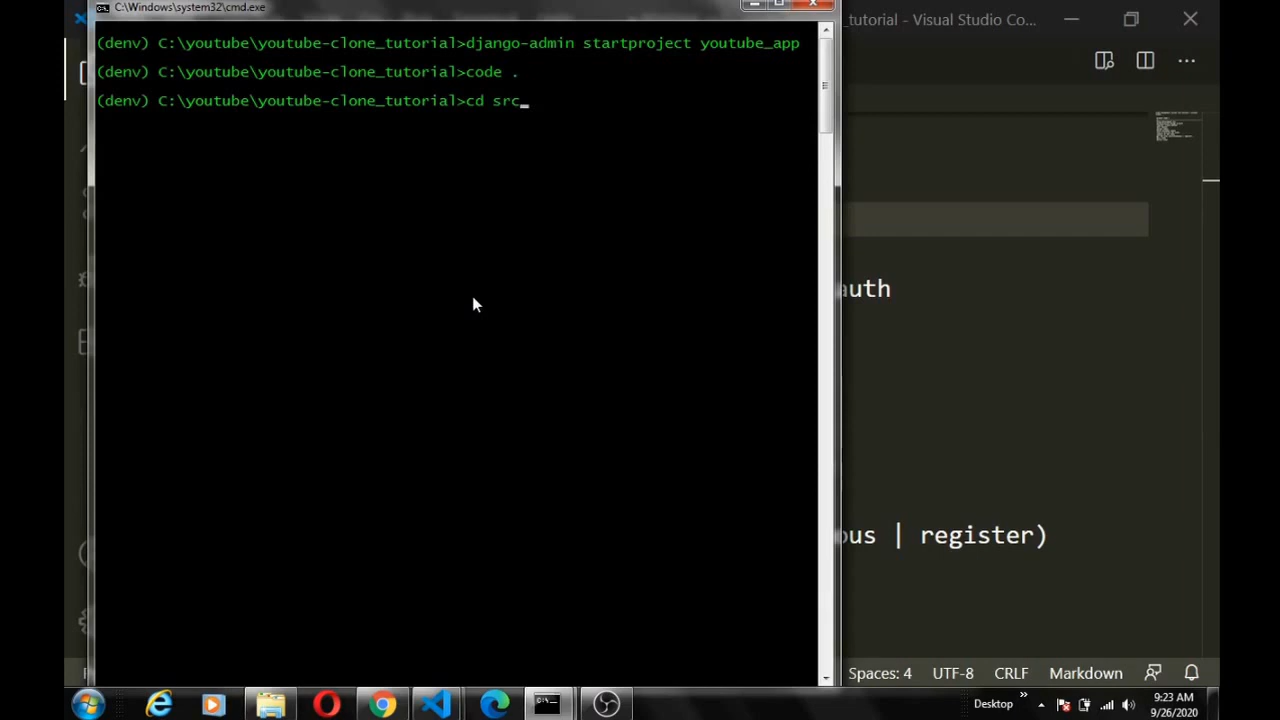 C:\Windows\system32\cmd.exe
_tutorial - Visual Studio Co...
(denv) C:\youtube\youtube-clone_tutorial>django-admin startproject youtube_app
(denv) C:\youtube\youtube-clone_tutorial>code .
(denv) C:\youtube\youtube-clone_tutorial>cd src_
auth
ous | register)
Spaces: 4 UTF-8 CRLF Markdown
Desktop
9:23 AM
9/26/2020